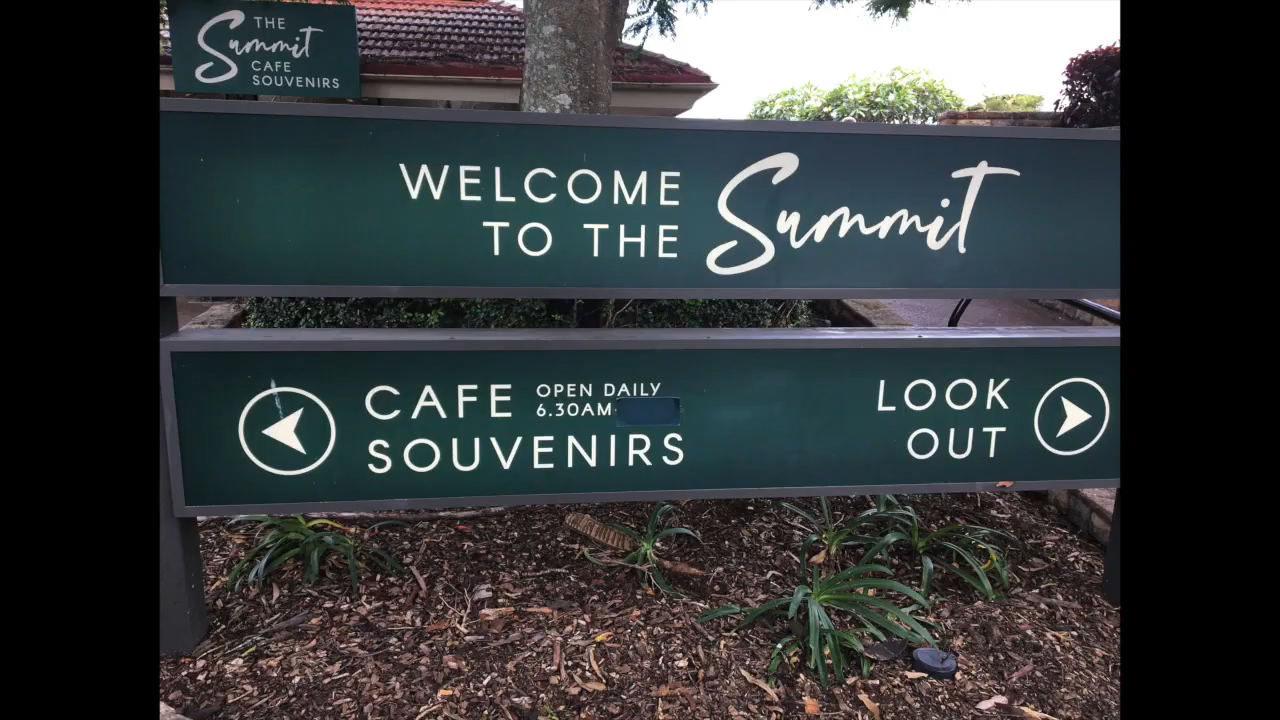 THE
Summit
CAFE
SOUVENIRS
WELCOME
TO THE
Summit
CAFE
OPEN DAILY
6.30AM
SOUVENIRS
LOOK
OUT